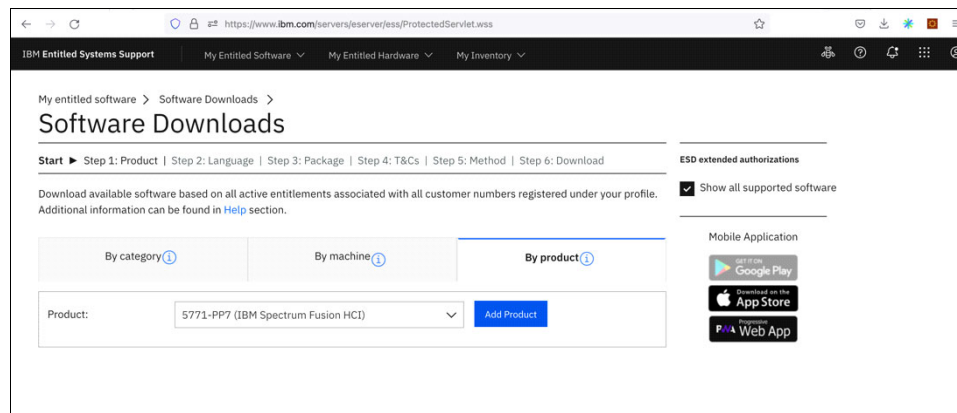 https://www.ibm.com/servers/eserver/ess/ProtectedServlet.wss
IBM Entitled Systems Support
My Entitled Software
My Entitled Hardware
My Inventory
My entitled software > Software Downloads >
Software Downloads
Start ► Step 1: Product | Step 2: Language | Step 3: Package | Step 4: T&Cs | Step 5: Method | Step 6: Download
Download available software based on all active entitlements associated with all customer numbers registered under your profile.
Additional information can be found in Help section.
By category
By machine
By product
Product:
5771-PP7 (IBM Spectrum Fusion HCI)
Add Product
ESD extended authorizations
Show all supported software
Mobile Application
GET IT ON
Google Play
Download on the
App Store
Progressive
PWA Web App